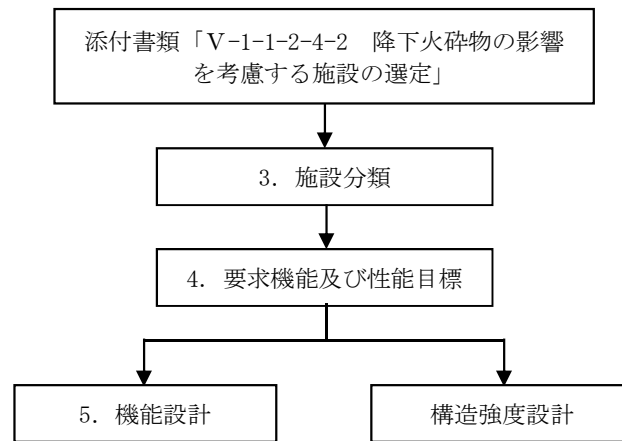 添付書類「Ⅴ-1-1-2-4-2　降下火砕物の影響
を考慮する施設の選定」
3．施設分類
4．要求機能及び性能目標
5．機能設計
構造強度設計